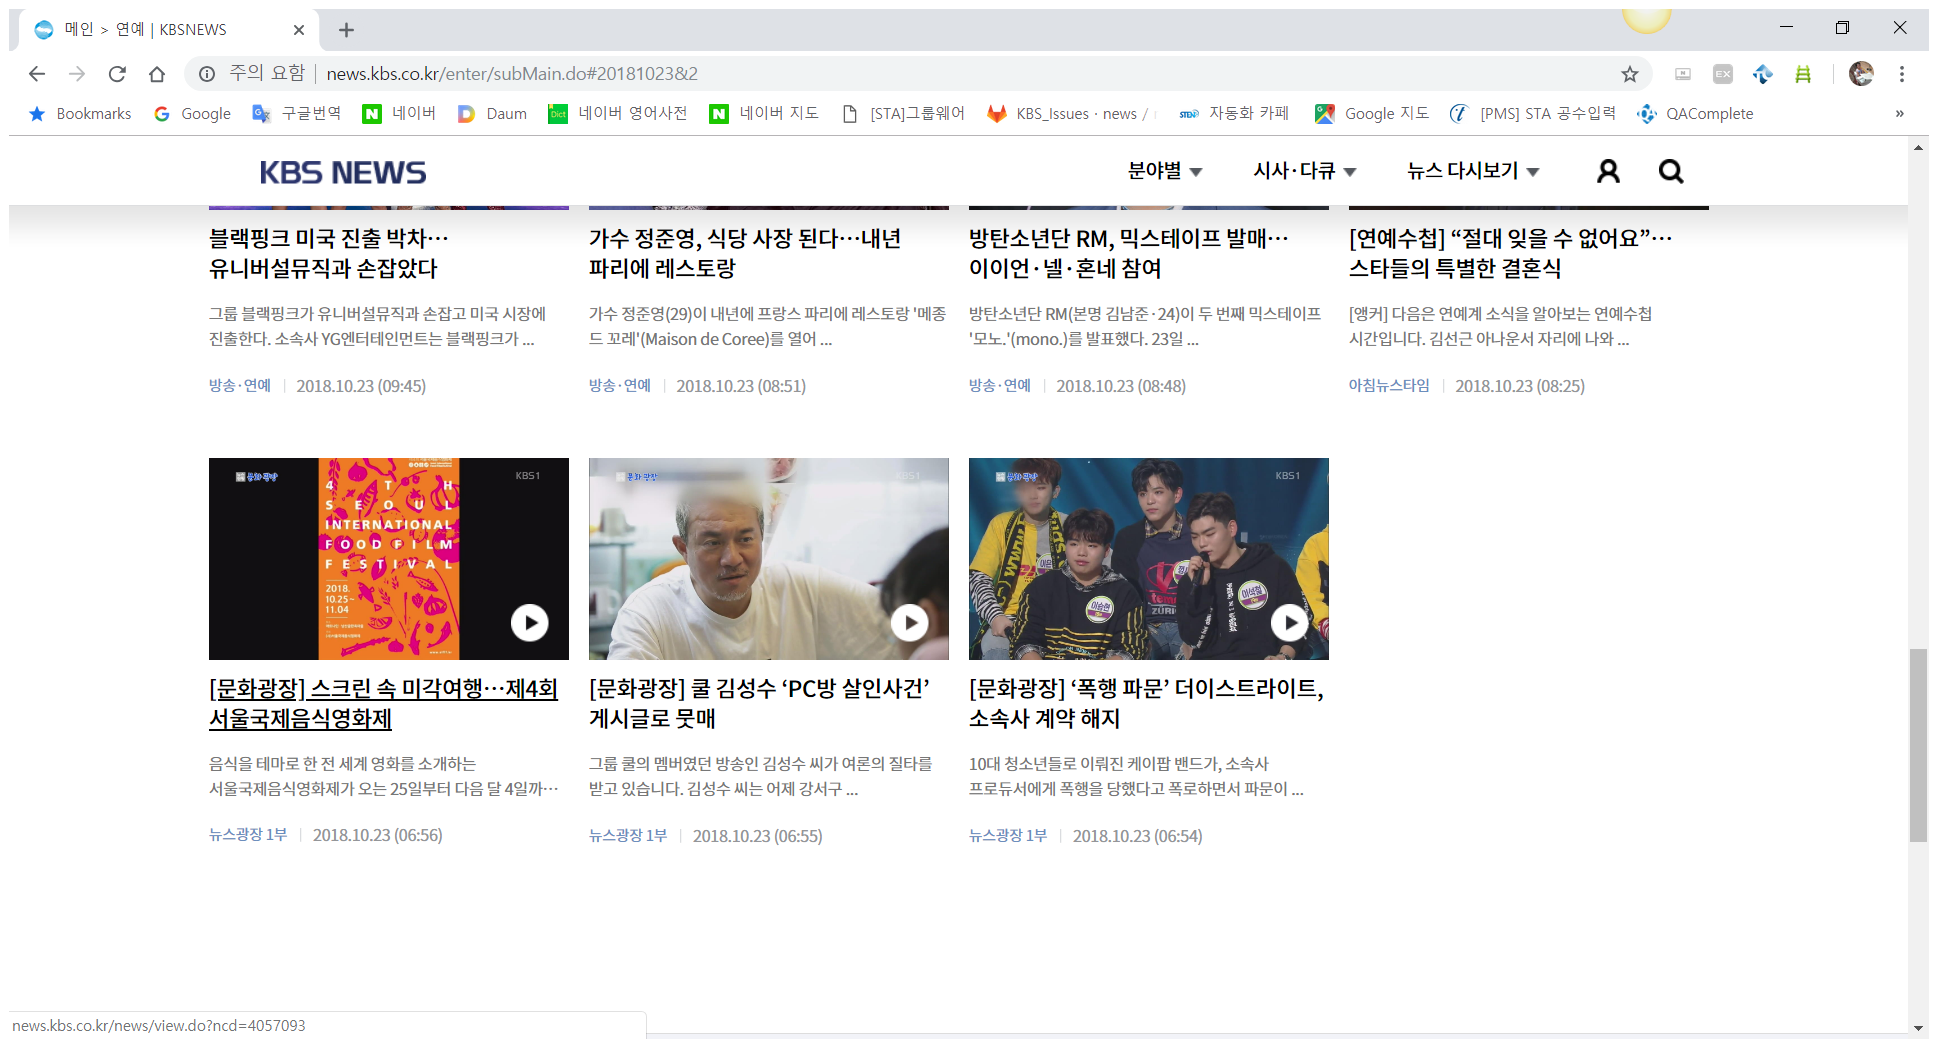 메인 > 연예 | KBSNEWS
주의 요함
news.kbs.co.kr/enter/subMain.do#20181023&2
Bookmarks
Google
구글번역
네이버
Daum
네이버 영어사전
네이버 지도
[STA]그룹웨어
KBS_Issues · news /
자동화 카페
Google 지도
[PMS] STA 공수입력
QAComplete
»
KBS NEWS
분야별
시사·다큐
뉴스 다시보기
블랙핑크 미국 진출 박차…
유니버설뮤직과 손잡았다
그룹 블랙핑크가 유니버설뮤직과 손잡고 미국 시장에
진출한다. 소속사 YG엔터테인먼트는 블랙핑크가 ...
방송·연예 | 2018.10.23 (09:45)
가수 정준영, 식당 사장 된다…내년
파리에 레스토랑
가수 정준영(29)이 내년에 프랑스 파리에 레스토랑 '메종
드 꼬레'(Maison de Coree)를 열어 ...
방송·연예 | 2018.10.23 (08:51)
방탄소년단 RM, 믹스테이프 발매…
이이언·넬·혼네 참여
방탄소년단 RM(본명 김남준·24)이 두 번째 믹스테이프
'모노.'(mono.)를 발표했다. 23일 ...
방송·연예 | 2018.10.23 (08:48)
[연예수첩] “절대 잊을 수 없어요”…
스타들의 특별한 결혼식
[앵커] 다음은 연예계 소식을 알아보는 연예수첩
시간입니다. 김선근 아나운서 자리에 나와 ...
아침뉴스타임 | 2018.10.23 (08:25)
문화광장
KBS1
4TH
SEOUL
INTERNATIONAL
FOOD FILM
FESTIVAL
2018.
10.25~
11.04
[문화광장] 스크린 속 미각여행…제4회
서울국제음식영화제
음식을 테마로 한 전 세계 영화를 소개하는
서울국제음식영화제가 오는 25일부터 다음 달 4일까…
뉴스광장 1부 | 2018.10.23 (06:56)
문화광장
KBS1
[문화광장] 쿨 김성수 ‘PC방 살인사건’
게시글로 뭇매
그룹 쿨의 멤버였던 방송인 김성수 씨가 여론의 질타를
받고 있습니다. 김성수 씨는 어제 강서구 ...
뉴스광장 1부 | 2018.10.23 (06:55)
문화광장
KBS1
이승현
이석철
ZÜRI
[문화광장] ‘폭행 파문’ 더이스트라이트,
소속사 계약 해지
10대 청소년들로 이뤄진 케이팝 밴드가, 소속사
프로듀서에게 폭행을 당했다고 폭로하면서 파문이 ...
뉴스광장 1부 | 2018.10.23 (06:54)
news.kbs.co.kr/news/view.do?ncd=4057093